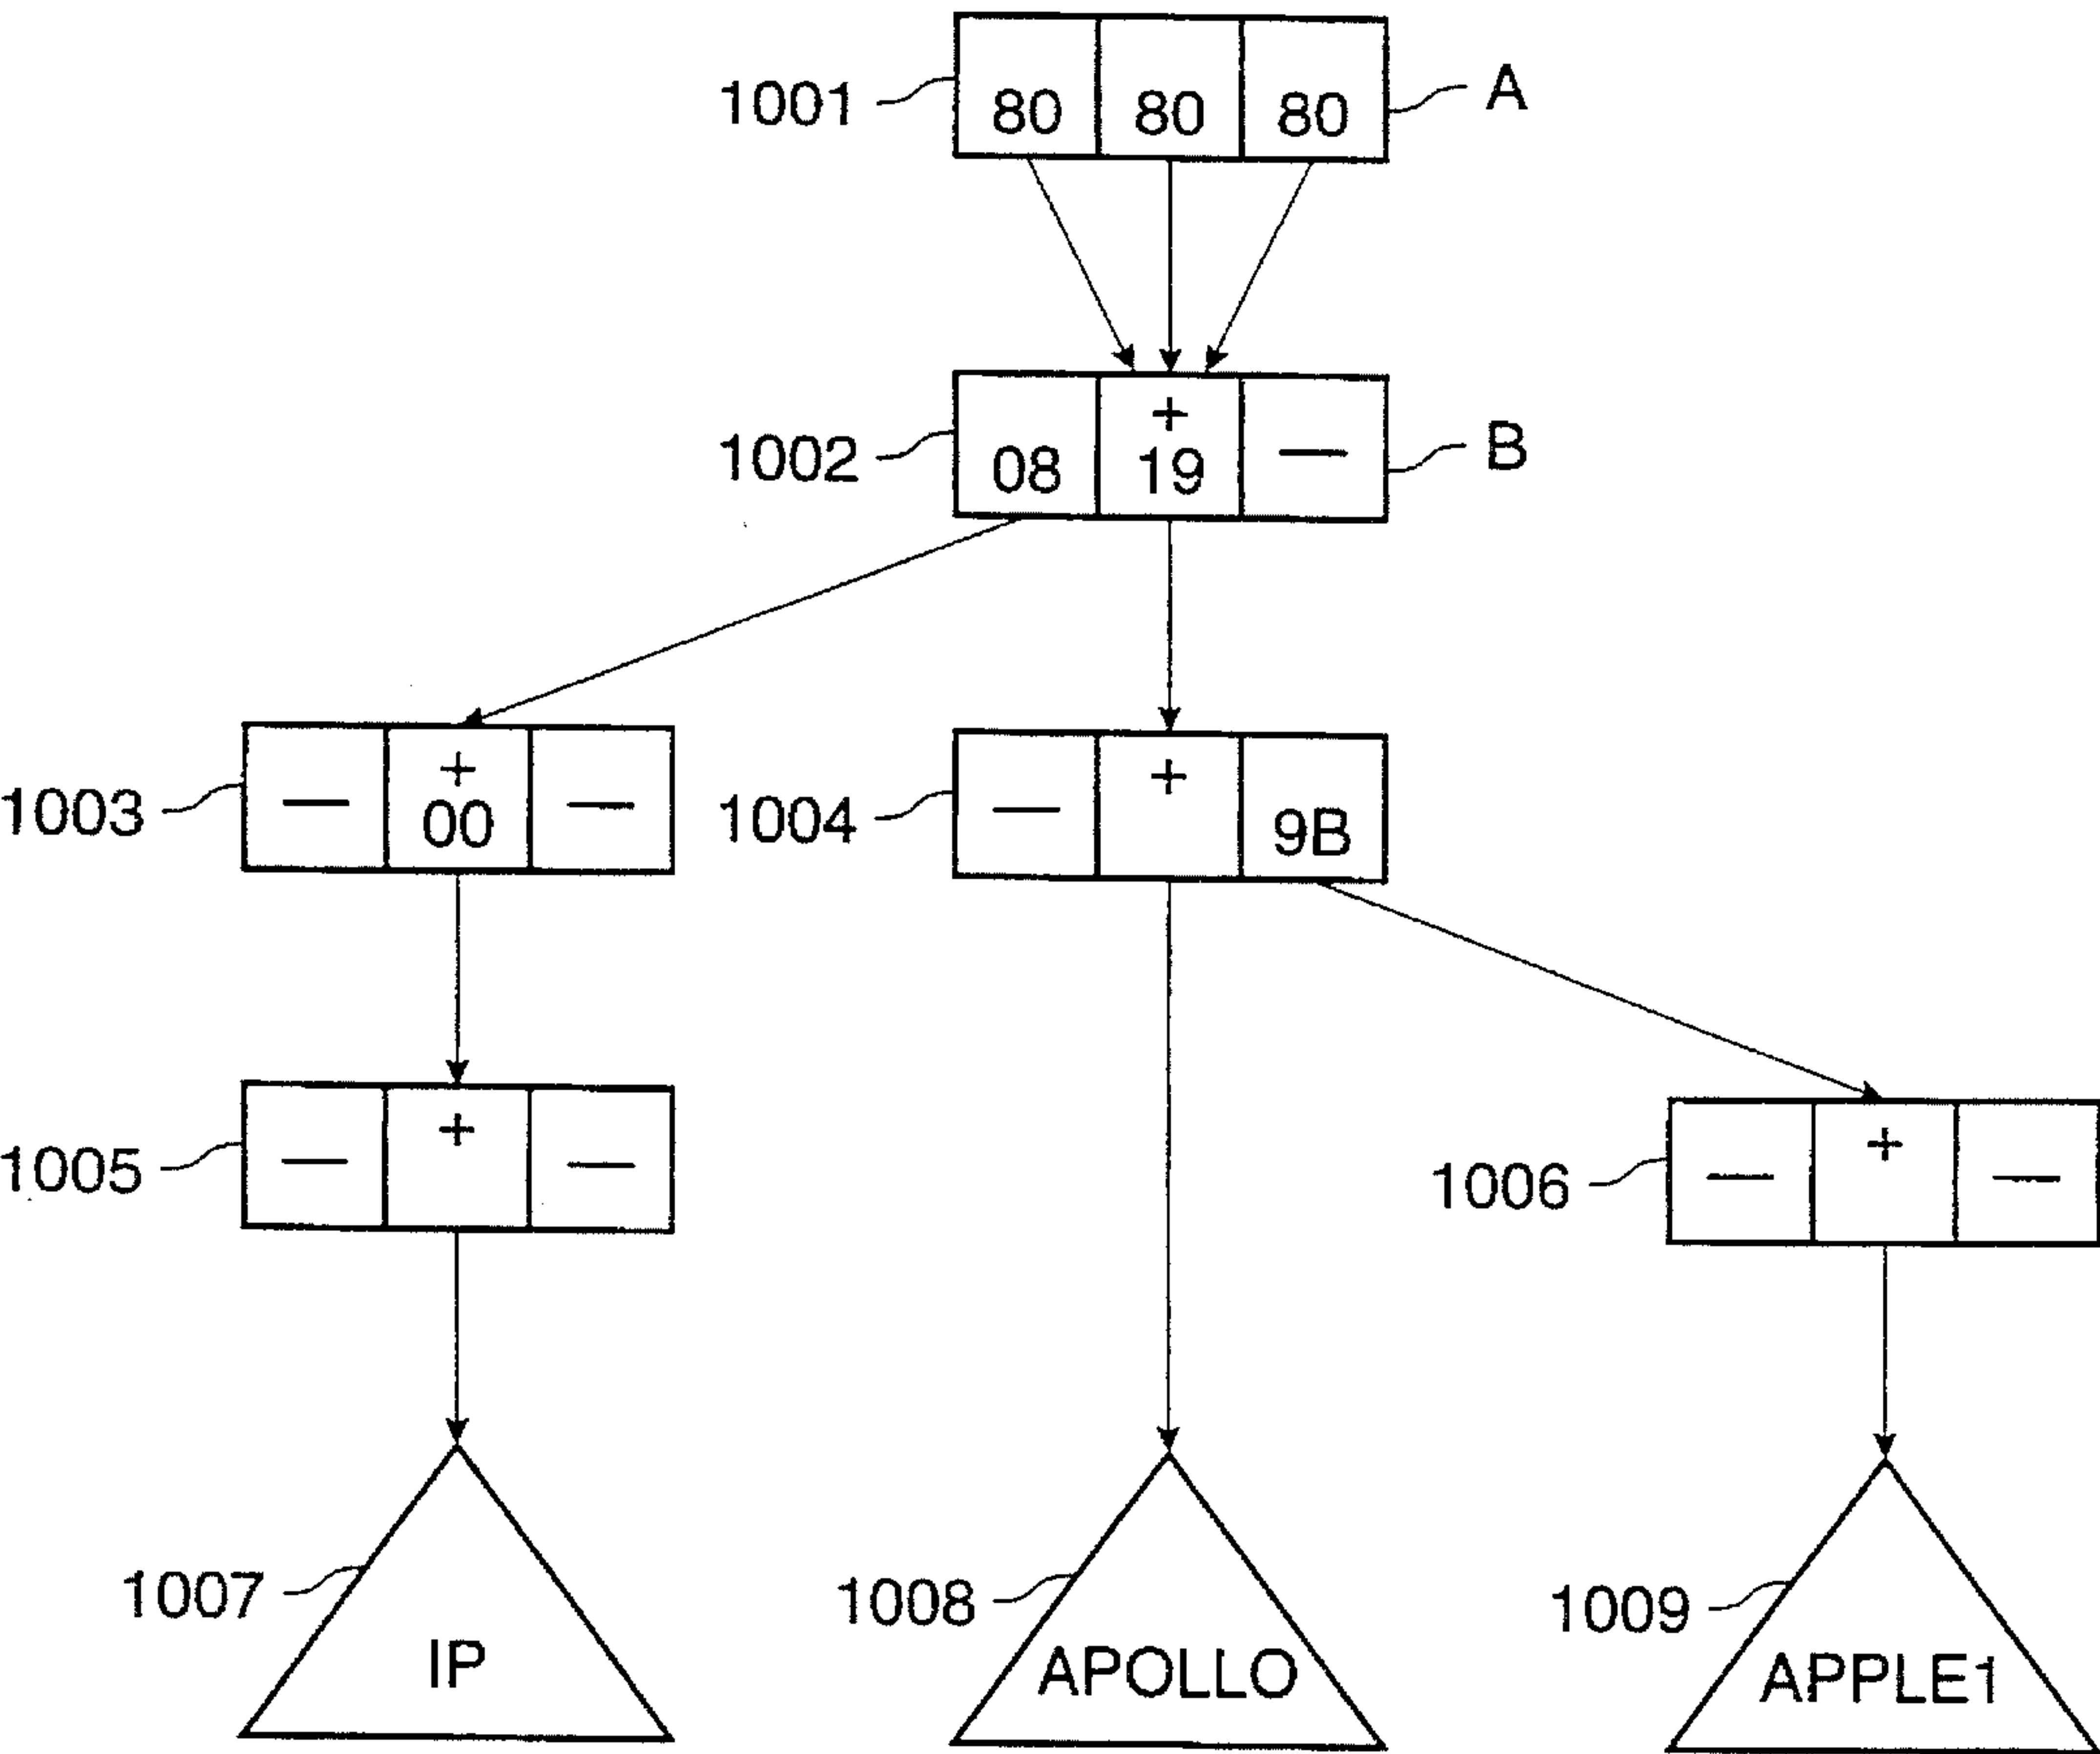 1001 80 80 80 A
1002 08 + 19 — B
1003 — + 00 —
1004 — + 9B
1005 — + —
1006 — + —
1007 IP
1008 APOLLO
1009 APPLE1